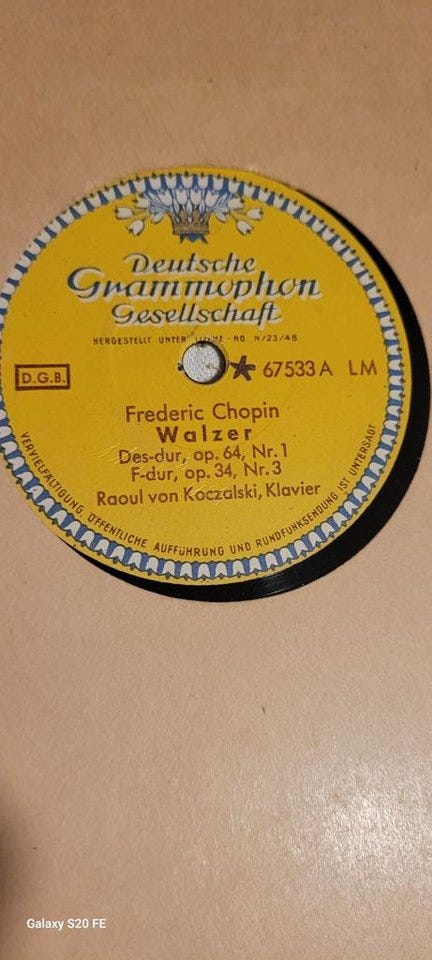 Deutsche
Grammophon
Gesellschaft
HERGESTELLT UNTER NO. N/23/48
D.G.B.
67533 A LM
Frederic Chopin
Walzer
Des-dur, op. 64, Nr. 1
F-dur, op. 34, Nr. 3
Raoul von Koczalski, Klavier
VERVIELFÄLTIGUNG, ÖFFENTLICHE AUFFÜHRUNG UND RUNDFUNKSENDUNG IST UNTERSAGT
Galaxy S20 FE